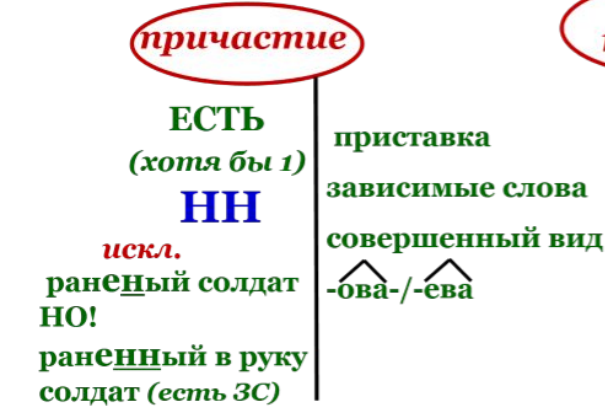 причастие
ЕСТЬ
(хотя бы 1)
НН
искл.
раненый солдат
НО!
раненный в руку
солдат (есть ЗС)
приставка
зависимые слова
совершенный вид
-ова-/-ева